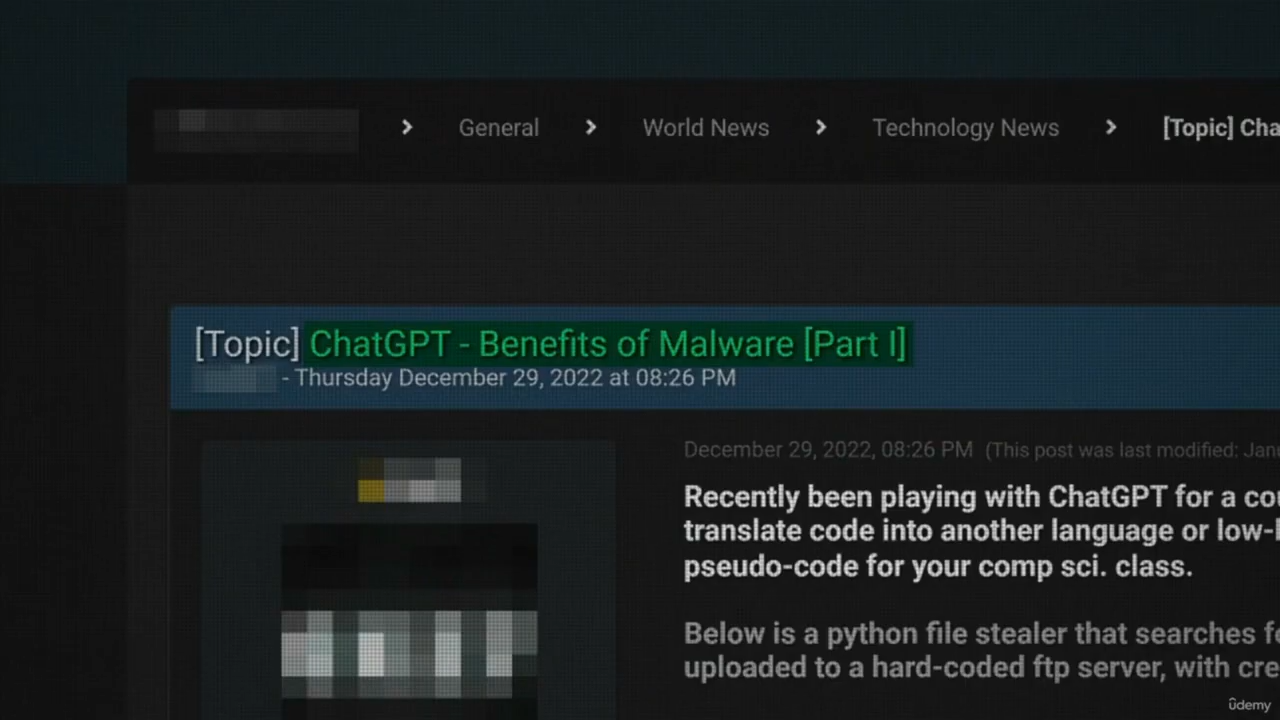 General > World News > Technology News > [Topic] Cha
[Topic] ChatGPT - Benefits of Malware [Part I]
- Thursday December 29, 2022 at 08:26 PM
December 29, 2022, 08:26 PM (This post was last modified: Janu
Recently been playing with ChatGPT for a cou
translate code into another language or low-l
pseudo-code for your comp sci. class.
Below is a python file stealer that searches fo
uploaded to a hard-coded ftp server, with cre
ûdemy